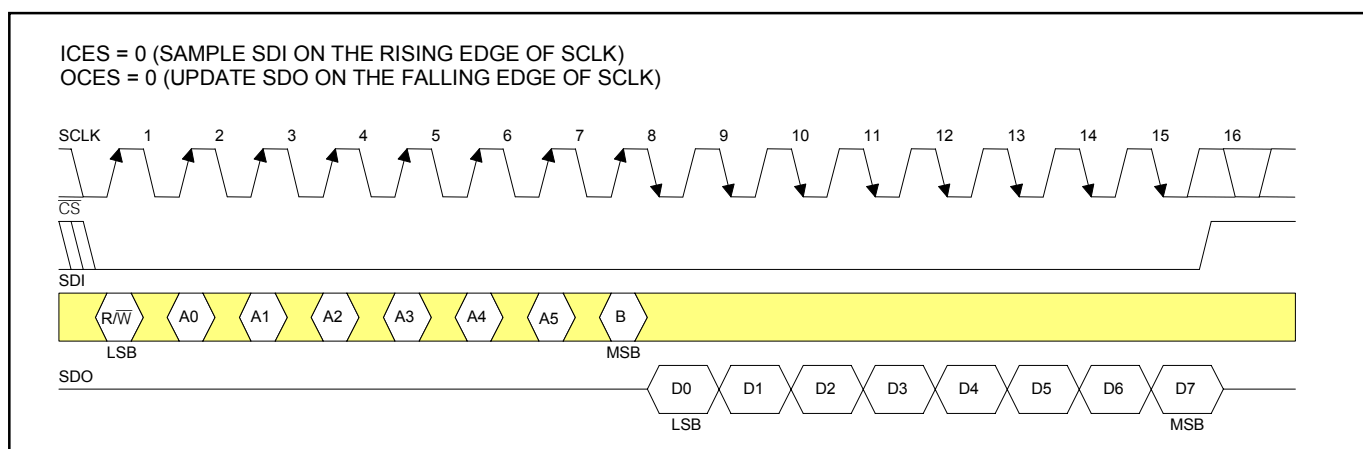 ICES = 0 (SAMPLE SDI ON THE RISING EDGE OF SCLK)
OCES = 0 (UPDATE SDO ON THE FALLING EDGE OF SCLK)
SCLK 1 2 3 4 5 6 7 8 9 10 11 12 13 14 15 16
C̅S̅
SDI
R/W̅ A0 A1 A2 A3 A4 A5 B
LSB MSB
SDO
D0 D1 D2 D3 D4 D5 D6 D7
LSB MSB